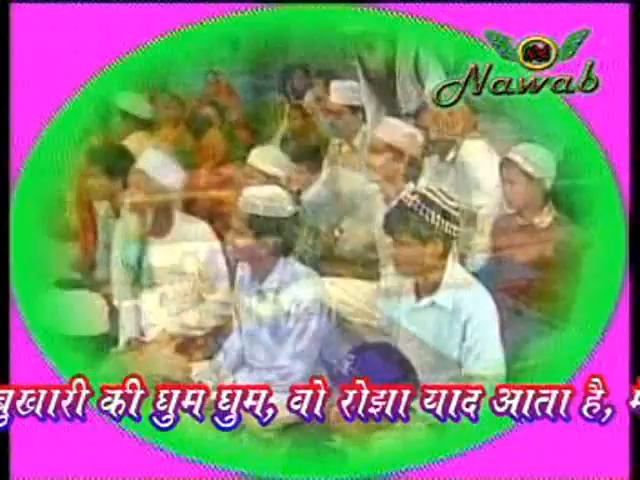 Nawab
बुखारी की घुम घुम, वो रोझा याद आता है,